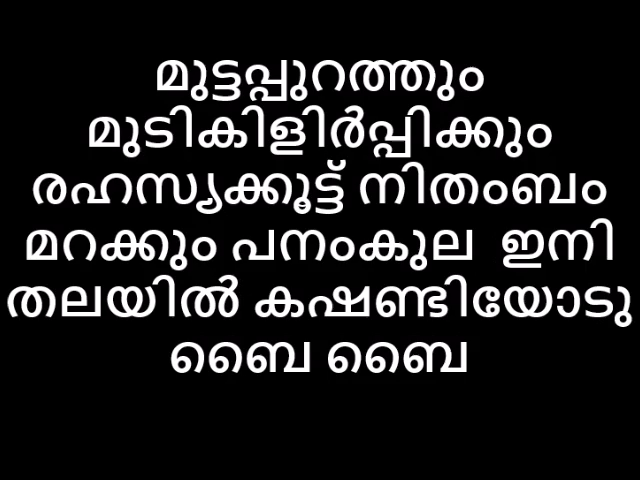 മുട്ടപ്പുറത്തും
മുടികിളിർപ്പിക്കും
രഹസ്യക്കൂട്ട് നിതംബം
മറക്കും പനംകുല ഇനി
തലയിൽ കഷണ്ടിയോടു
ബൈ ബൈ